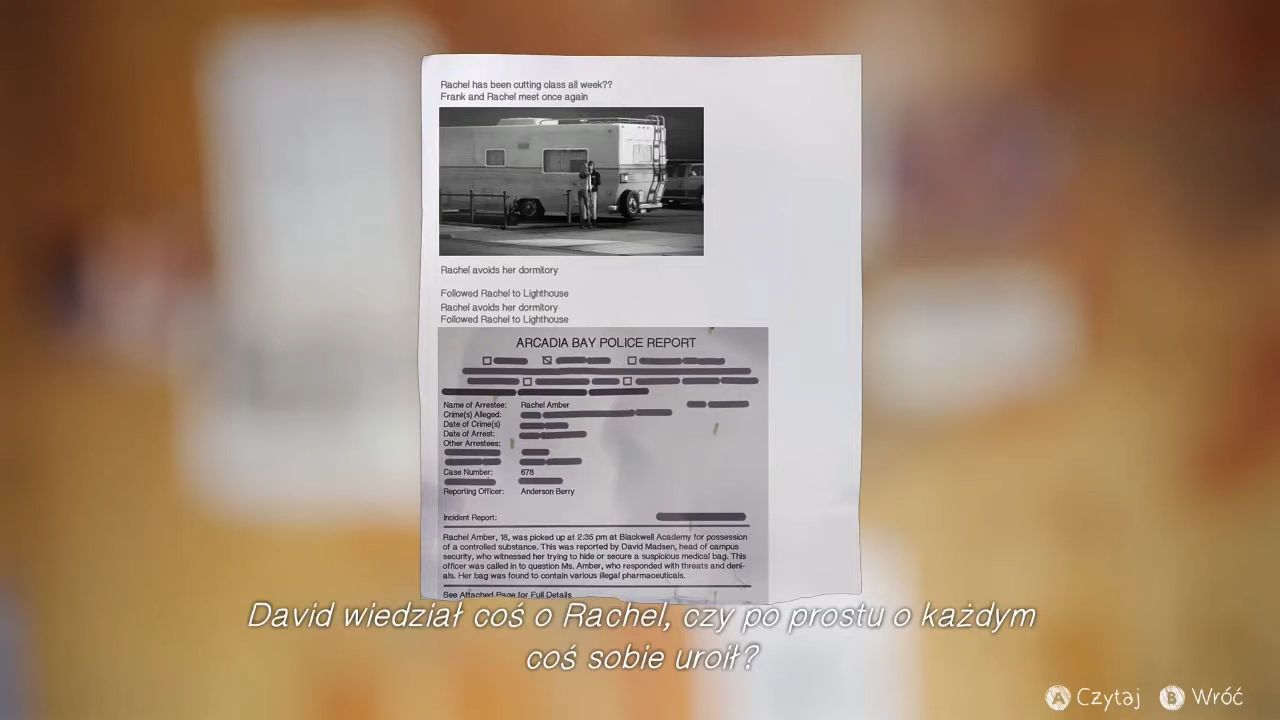 Rachel has been cutting class all week??
Frank and Rachel meet once again
Rachel avoids her dormitory
Followed Rachel to Lighthouse
Rachel avoids her dormitory
Followed Rachel to Lighthouse
ARCADIA BAY POLICE REPORT
Name of Arrestee: Rachel Amber
Crime(s) Alleged:
Date of Crime(s)
Date of Arrest:
Other Arrestees:
Case Number: 678
Reporting Officer: Anderson Berry
Incident Report:
Rachel Amber, 18, was picked up at 2:35 pm at Blackwell Academy for possession
of a controlled substance. This was reported by David Madsen, head of campus
security, who witnessed her trying to hide or secure a suspicious medical bag. This
officer was called in to question Ms. Amber, who responded with threats and deni-
als. Her bag was found to contain various illegal pharmaceuticals.
See Attached Page for Full Details
David wiedział coś o Rachel, czy po prostu o każdym
coś sobie uroił?
A Czytaj B Wróć